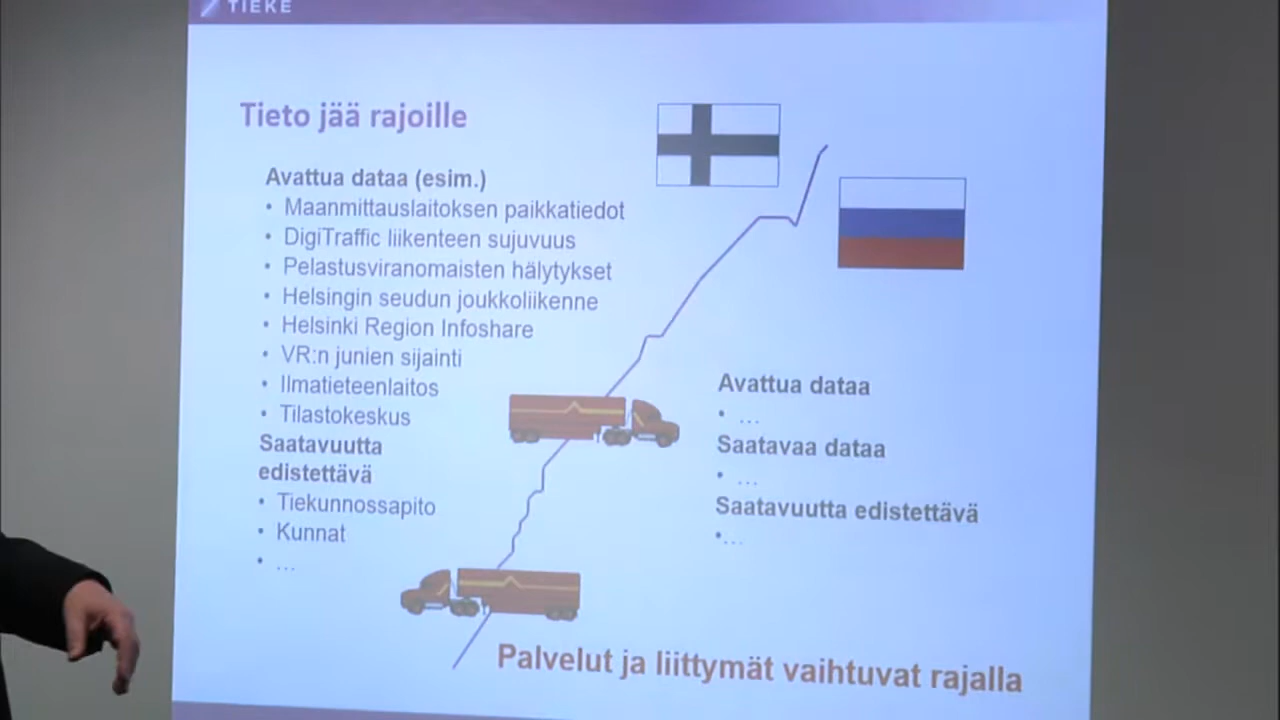 TIEKE
Tieto jää rajoille
Avattua dataa (esim.)
• Maanmittauslaitoksen paikkatiedot
• DigiTraffic liikenteen sujuvuus
• Pelastusviranomaisten hälytykset
• Helsingin seudun joukkoliikenne
• Helsinki Region Infoshare
• VR:n junien sijainti
• Ilmatieteenlaitos
• Tilastokeskus
Saatavuutta
edistettävä
• Tiekunnossapito
• Kunnat
• ...
Avattua dataa
• ...
Saatavaa dataa
• ...
Saatavuutta edistettävä
•...
Palvelut ja liittymät vaihtuvat rajalla